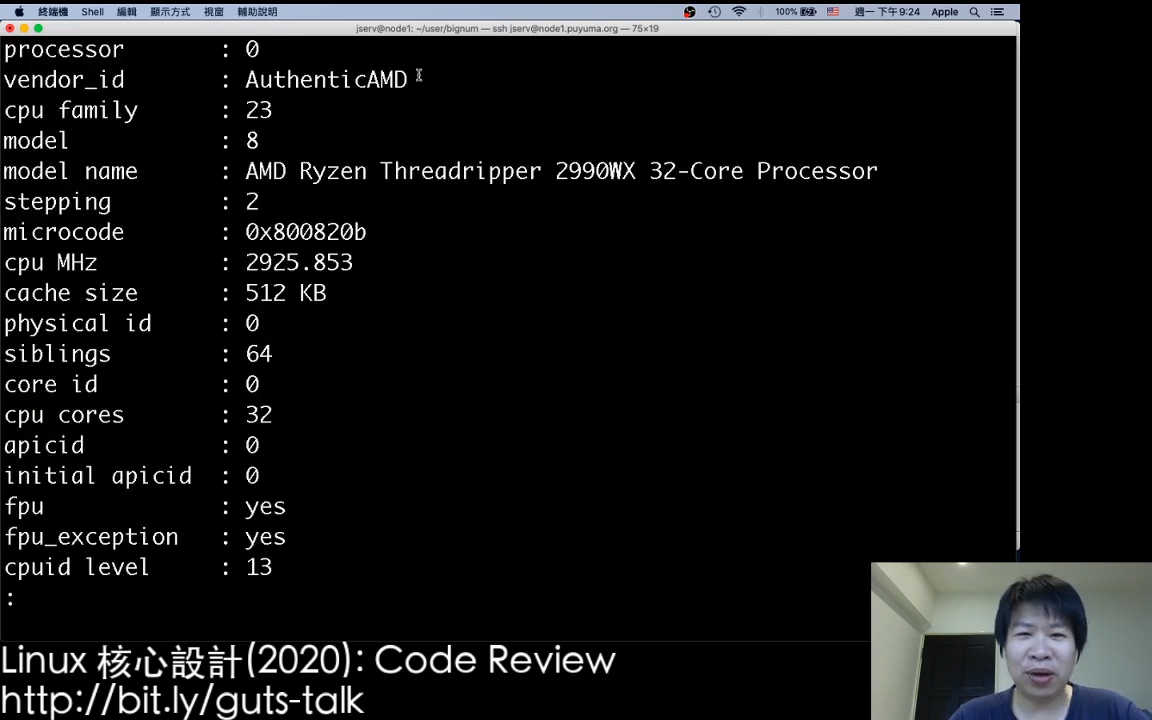 終端機 Shell 編輯 顯示方式 視窗 輔助說明 100% 週一 下午9:24 Apple
jserv@node1: ~/user/bignum — ssh jserv@node1.puyuma.org — 75×19
processor : 0
vendor_id : AuthenticAMD
cpu family : 23
model : 8
model name : AMD Ryzen Threadripper 2990WX 32-Core Processor
stepping : 2
microcode : 0x800820b
cpu MHz : 2925.853
cache size : 512 KB
physical id : 0
siblings : 64
core id : 0
cpu cores : 32
apicid : 0
initial apicid : 0
fpu : yes
fpu_exception : yes
cpuid level : 13
:
Linux 核心設計(2020): Code Review
http://bit.ly/guts-talk